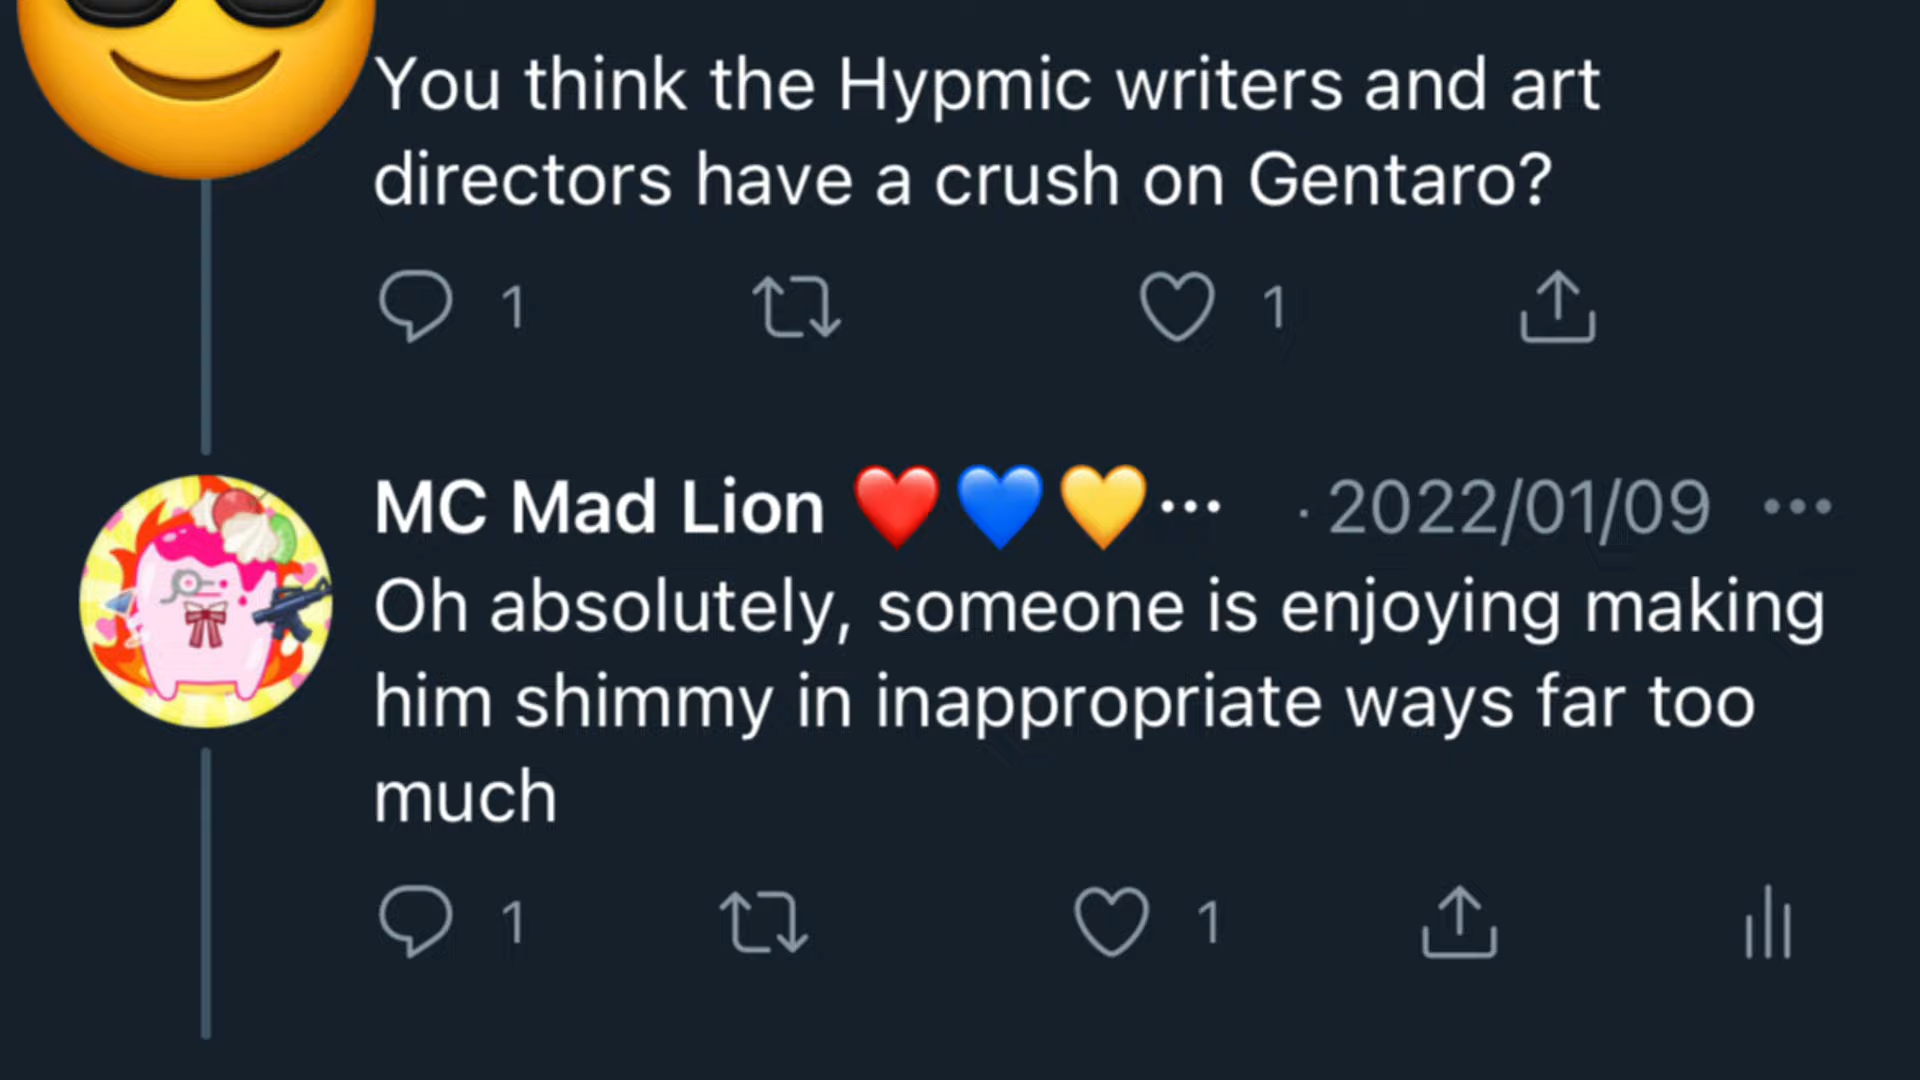 You think the Hypmic writers and art
directors have a crush on Gentaro?
1 1
MC Mad Lion ❤️💙💛... · 2022/01/09
Oh absolutely, someone is enjoying making
him shimmy in inappropriate ways far too
much
1 1